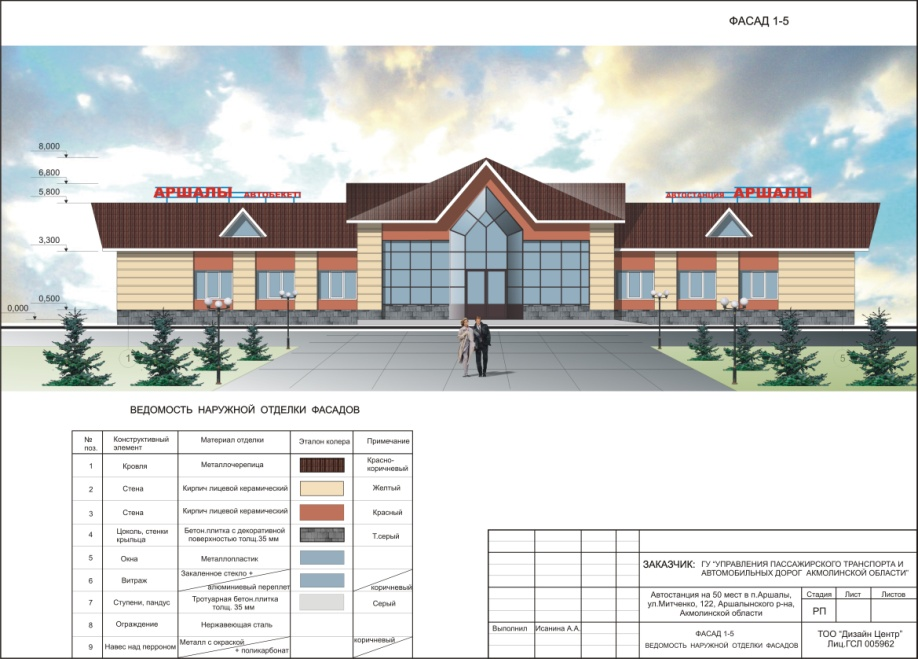 ФАСАД 1-5
8,000
6,800
5,800
3,300
0,500
0,000
АРШАЛЫ АВТОБЕКЕТІ
АВТОСТАНЦИЯ АРШАЛЫ
1
5
ВЕДОМОСТЬ НАРУЖНОЙ ОТДЕЛКИ ФАСАДОВ
№ поз. Конструктивный элемент Материал отделки Эталон колера Примечание
1 Кровля Металлочерепица Красно-коричневый
2 Стена Кирпич лицевой керамический Желтый
3 Стена Кирпич лицевой керамический Красный
4 Цоколь, стенки крыльца Бетон.плитка с декоративной поверхностью толщ.35 мм Т.серый
5 Окна Металлопластик
6 Витраж Закаленное стекло + алюминиевый переплет коричневый
7 Ступени, пандус Тротуарная бетон.плитка толщ. 35 мм Серый
8 Ограждение Нержавеющая сталь
9 Навес над перроном Металл с окраской + поликарбонат коричневый
ЗАКАЗЧИК: ГУ "УПРАВЛЕНИЯ ПАССАЖИРСКОГО ТРАНСПОРТА И
АВТОМОБИЛЬНЫХ ДОРОГ АКМОЛИНСКОЙ ОБЛАСТИ"
Автостанция на 50 мест в п.Аршалы,
ул.Митченко, 122, Аршалынского р-на,
Акмолинской области
Стадия Лист Листов
РП
Выполнил Исанина А.А.
ФАСАД 1-5
ВЕДОМОСТЬ НАРУЖНОЙ ОТДЕЛКИ ФАСАДОВ
ТОО "Дизайн Центр"
Лиц.ГСЛ 005962